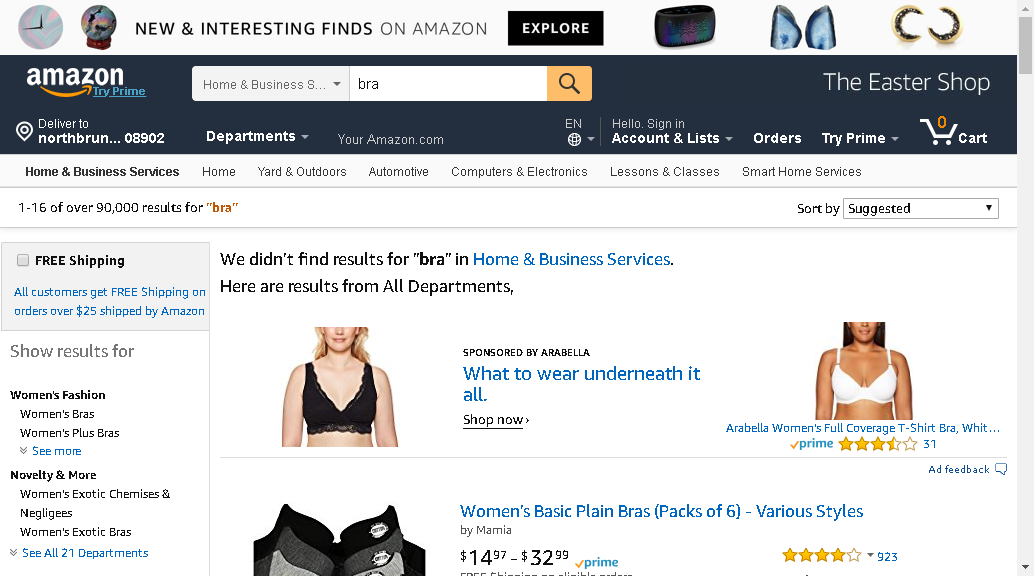 NEW & INTERESTING FINDS ON AMAZON
EXPLORE
amazon
Try Prime
Home & Business S...
bra
The Easter Shop
Deliver to
northbrun... 08902
Departments
Your Amazon.com
EN
Hello. Sign in
Account & Lists
Orders
Try Prime
0
Cart
Home & Business Services
Home
Yard & Outdoors
Automotive
Computers & Electronics
Lessons & Classes
Smart Home Services
1-16 of over 90,000 results for "bra"
Sort by
Suggested
FREE Shipping
All customers get FREE Shipping on
orders over $25 shipped by Amazon
Show results for
Women's Fashion
Women's Bras
Women's Plus Bras
See more
Novelty & More
Women's Exotic Chemises &
Negligees
Women's Exotic Bras
See All 21 Departments
We didn't find results for "bra" in Home & Business Services.
Here are results from All Departments,
SPONSORED BY ARABELLA
What to wear underneath it
all.
Shop now ›
Arabella Women's Full Coverage T-Shirt Bra, Whit...
prime
31
Ad feedback
Women's Basic Plain Bras (Packs of 6) - Various Styles
by Mamia
$14 97 - $32 99
prime
923
FREE Shipping on eligible orders